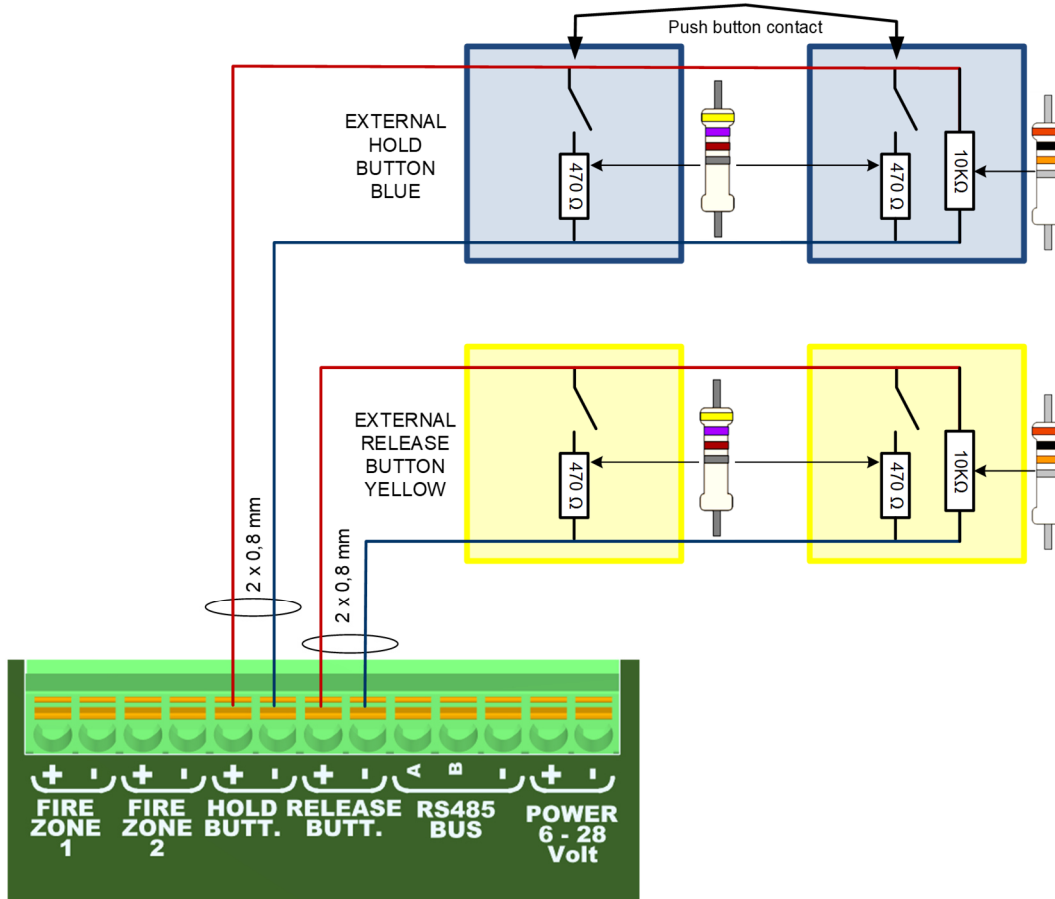 Push button contact
EXTERNAL
HOLD
BUTTON
BLUE
470 Ω
470 Ω
10KΩ
EXTERNAL
RELEASE
BUTTON
YELLOW
470 Ω
470 Ω
10KΩ
2 x 0,8 mm
2 x 0,8 mm
+ - + - + - + - A B - + -
FIRE
ZONE
1
FIRE
ZONE
2
HOLD
BUTT.
RELEASE
BUTT.
RS485
BUS
POWER
6 - 28
Volt